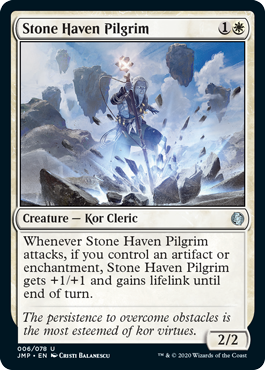 Stone Haven Pilgrim 1
Creature — Kor Cleric
Whenever Stone Haven Pilgrim
attacks, if you control an artifact or
enchantment, Stone Haven Pilgrim
gets +1/+1 and gains lifelink until
end of turn.
The persistence to overcome obstacles is
the most esteemed of kor virtues.
2/2
006/078 U
JMP • EN Cristi Balanescu
™ & © 2020 Wizards of the Coast